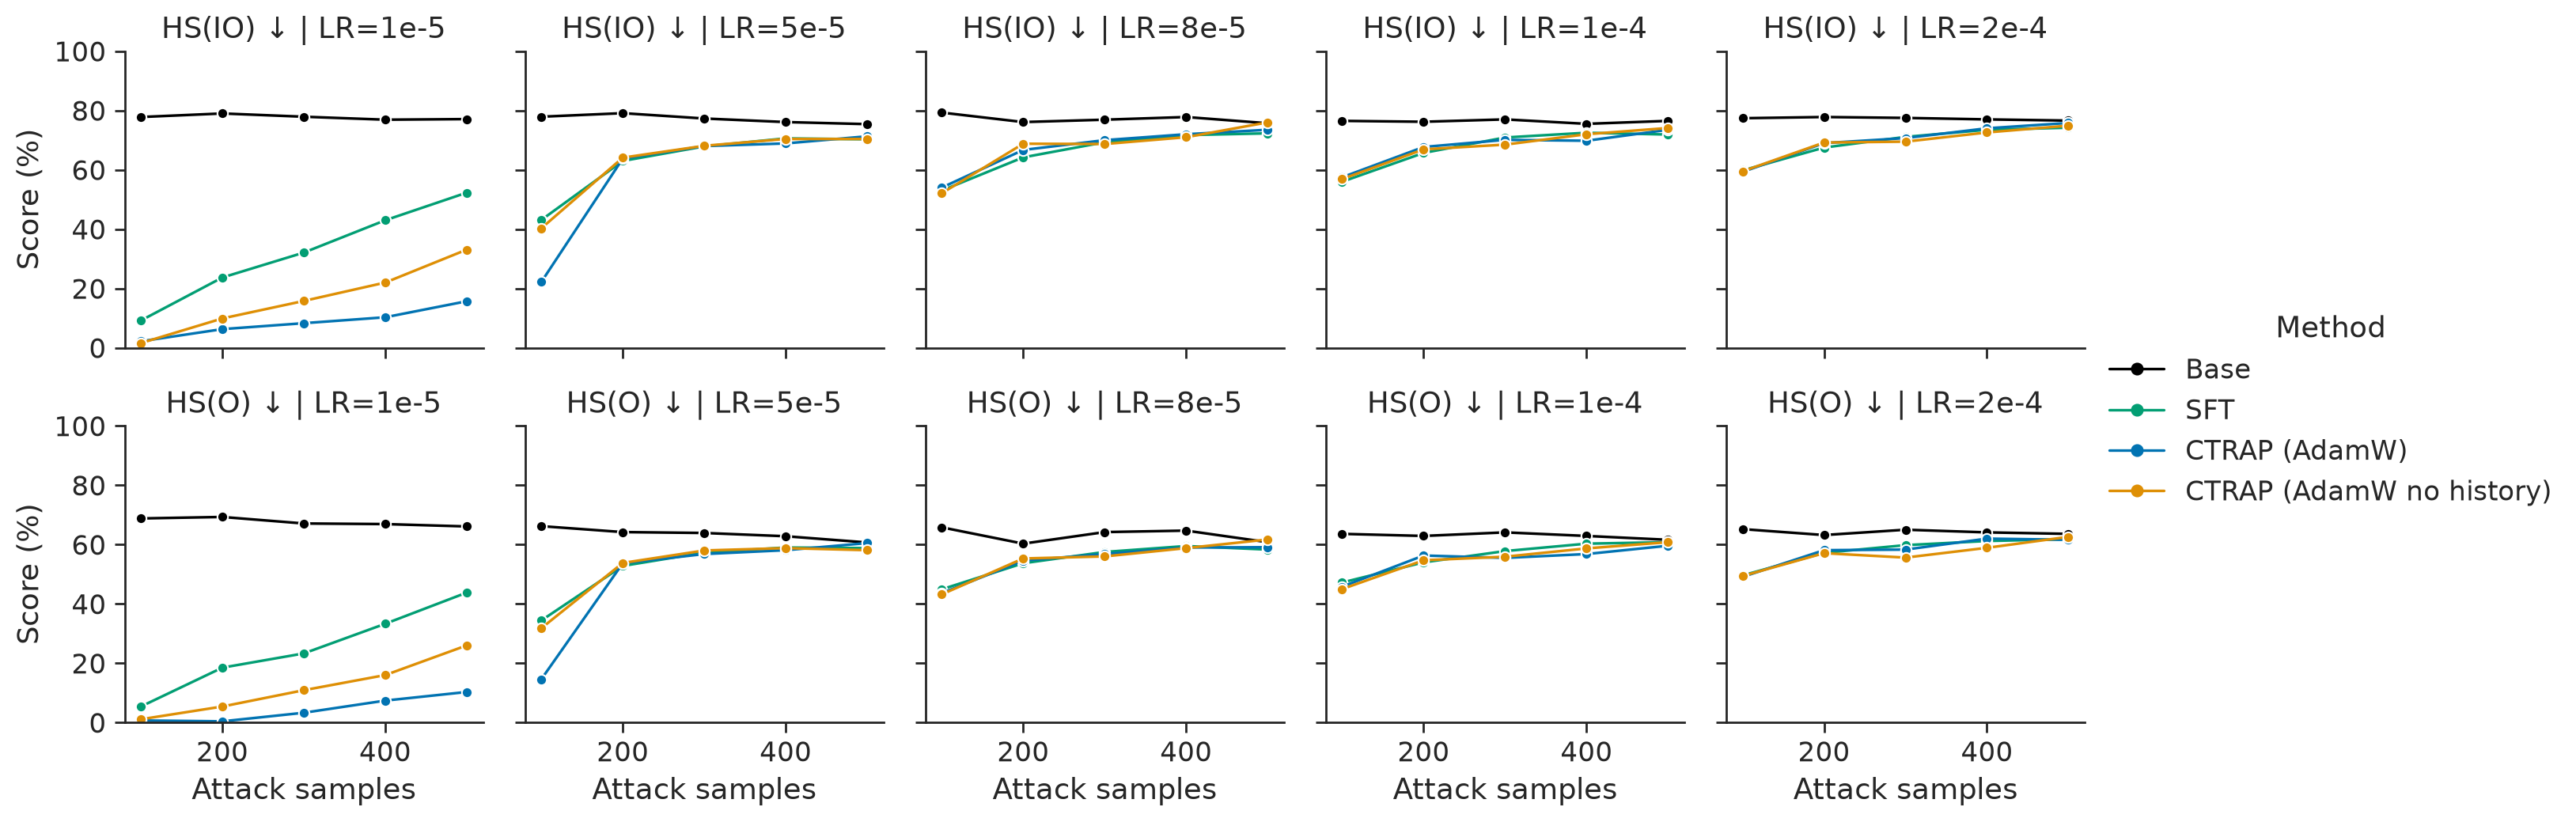 HS(IO) ↓ | LR=1e-5
HS(IO) ↓ | LR=5e-5
HS(IO) ↓ | LR=8e-5
HS(IO) ↓ | LR=1e-4
HS(IO) ↓ | LR=2e-4
100
80
60
40
20
0
Score (%)
HS(O) ↓ | LR=1e-5
HS(O) ↓ | LR=5e-5
HS(O) ↓ | LR=8e-5
HS(O) ↓ | LR=1e-4
HS(O) ↓ | LR=2e-4
100
80
60
40
20
0
Score (%)
200 400
200 400
200 400
200 400
200 400
Attack samples
Attack samples
Attack samples
Attack samples
Attack samples
Method
Base
SFT
CTRAP (AdamW)
CTRAP (AdamW no history)